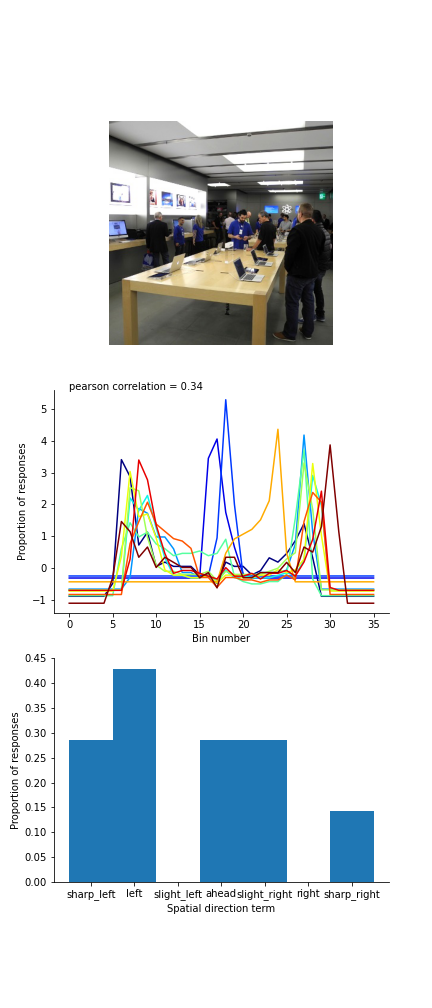 pearson correlation = 0.34
5
4
3
2
1
0
−1
Proportion of responses
0 5 10 15 20 25 30 35
Bin number
0.45
0.40
0.35
0.30
0.25
0.20
0.15
0.10
0.05
0.00
Proportion of responses
sharp_left left slight_left ahead slight_right right sharp_right
Spatial direction term